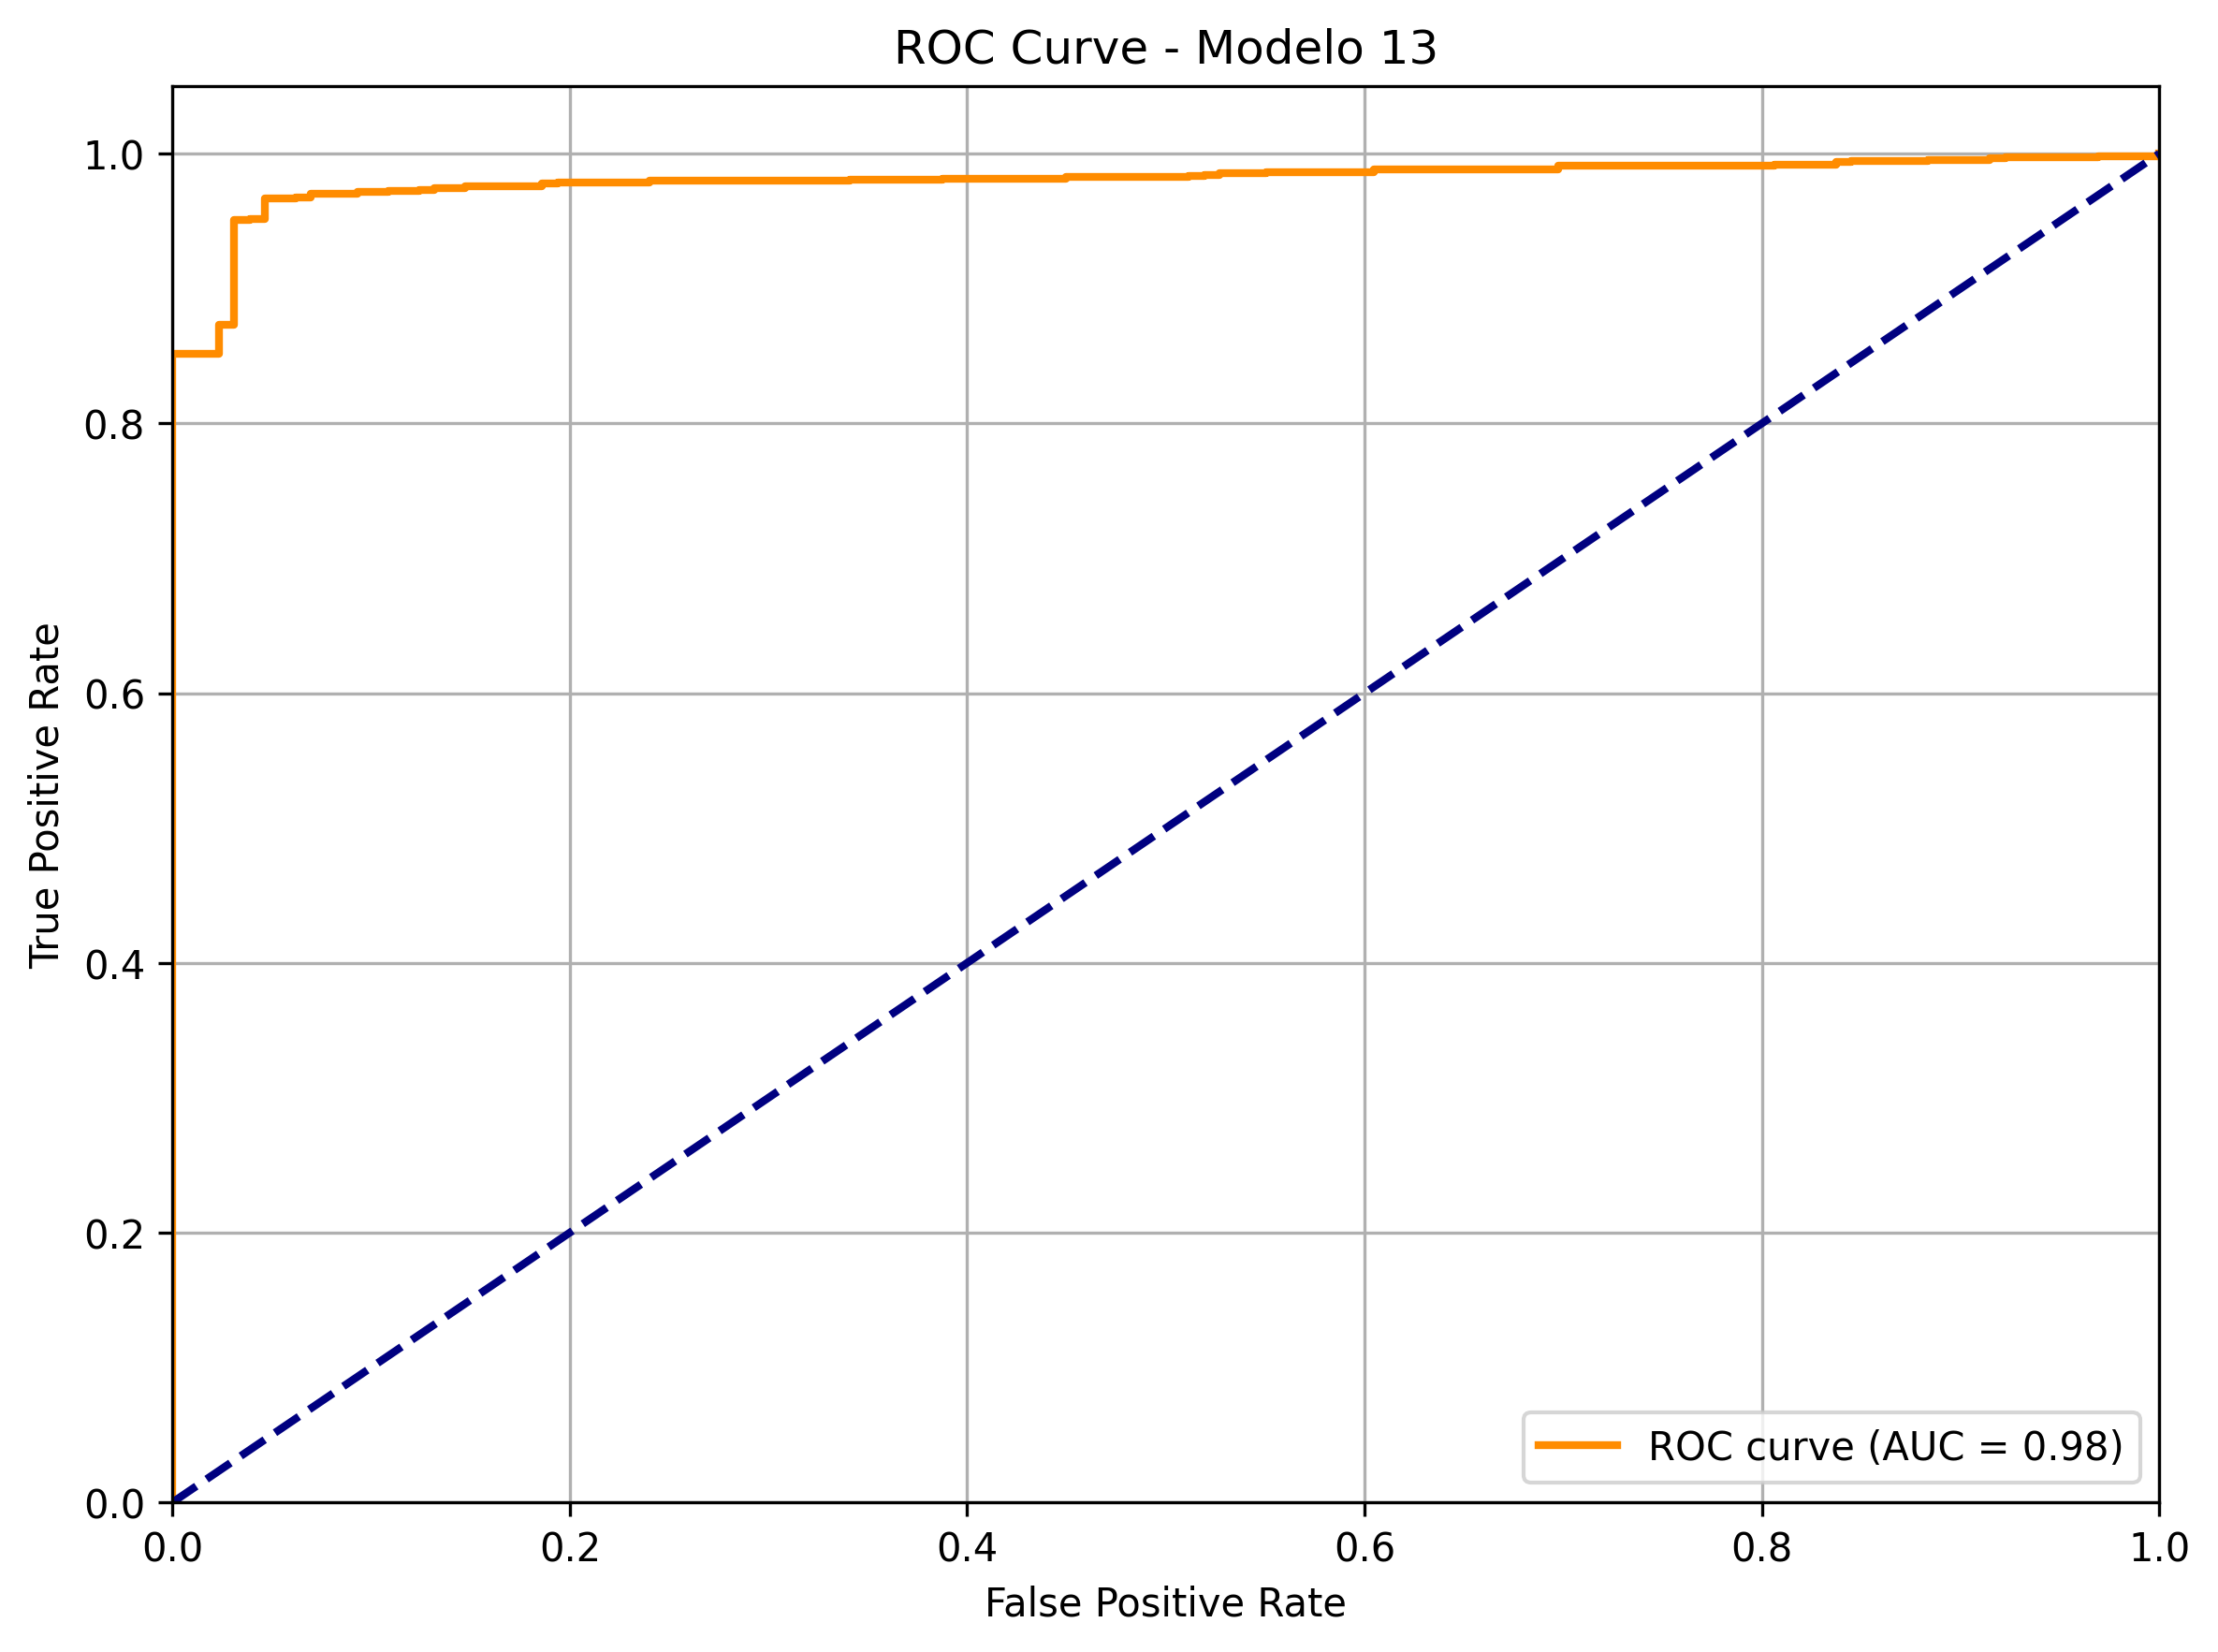 ROC Curve - Modelo 13
True Positive Rate
1.0
0.8
0.6
0.4
0.2
0.0
0.0 0.2 0.4 0.6 0.8 1.0
False Positive Rate
ROC curve (AUC = 0.98)